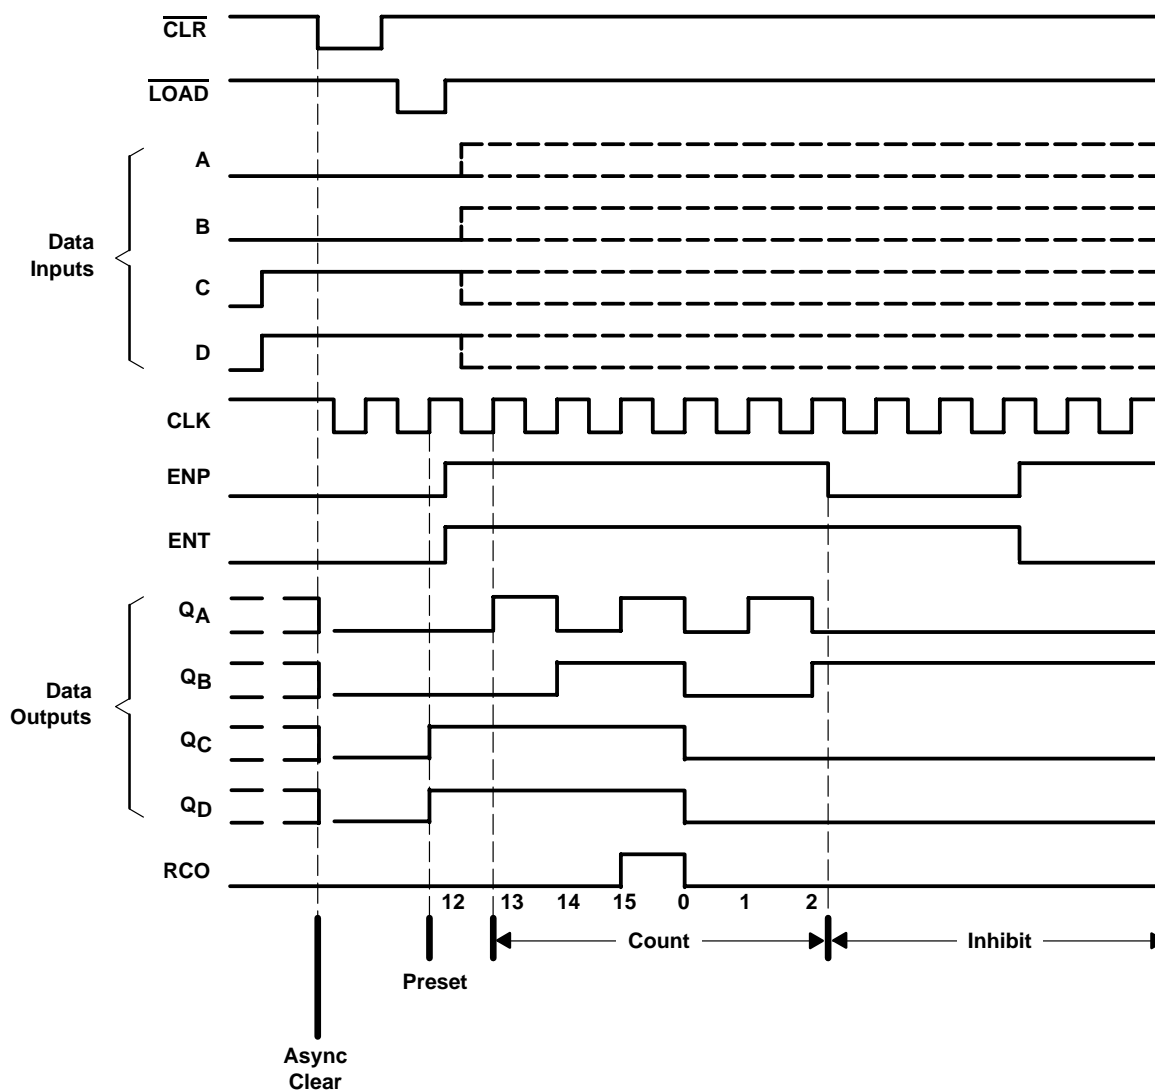 CLR
LOAD
A
B
Data
Inputs
C
D
CLK
ENP
ENT
QA
QB
Data
Outputs
QC
QD
RCO
12 13 14 15 0 1 2
Count Inhibit
Preset
Async
Clear